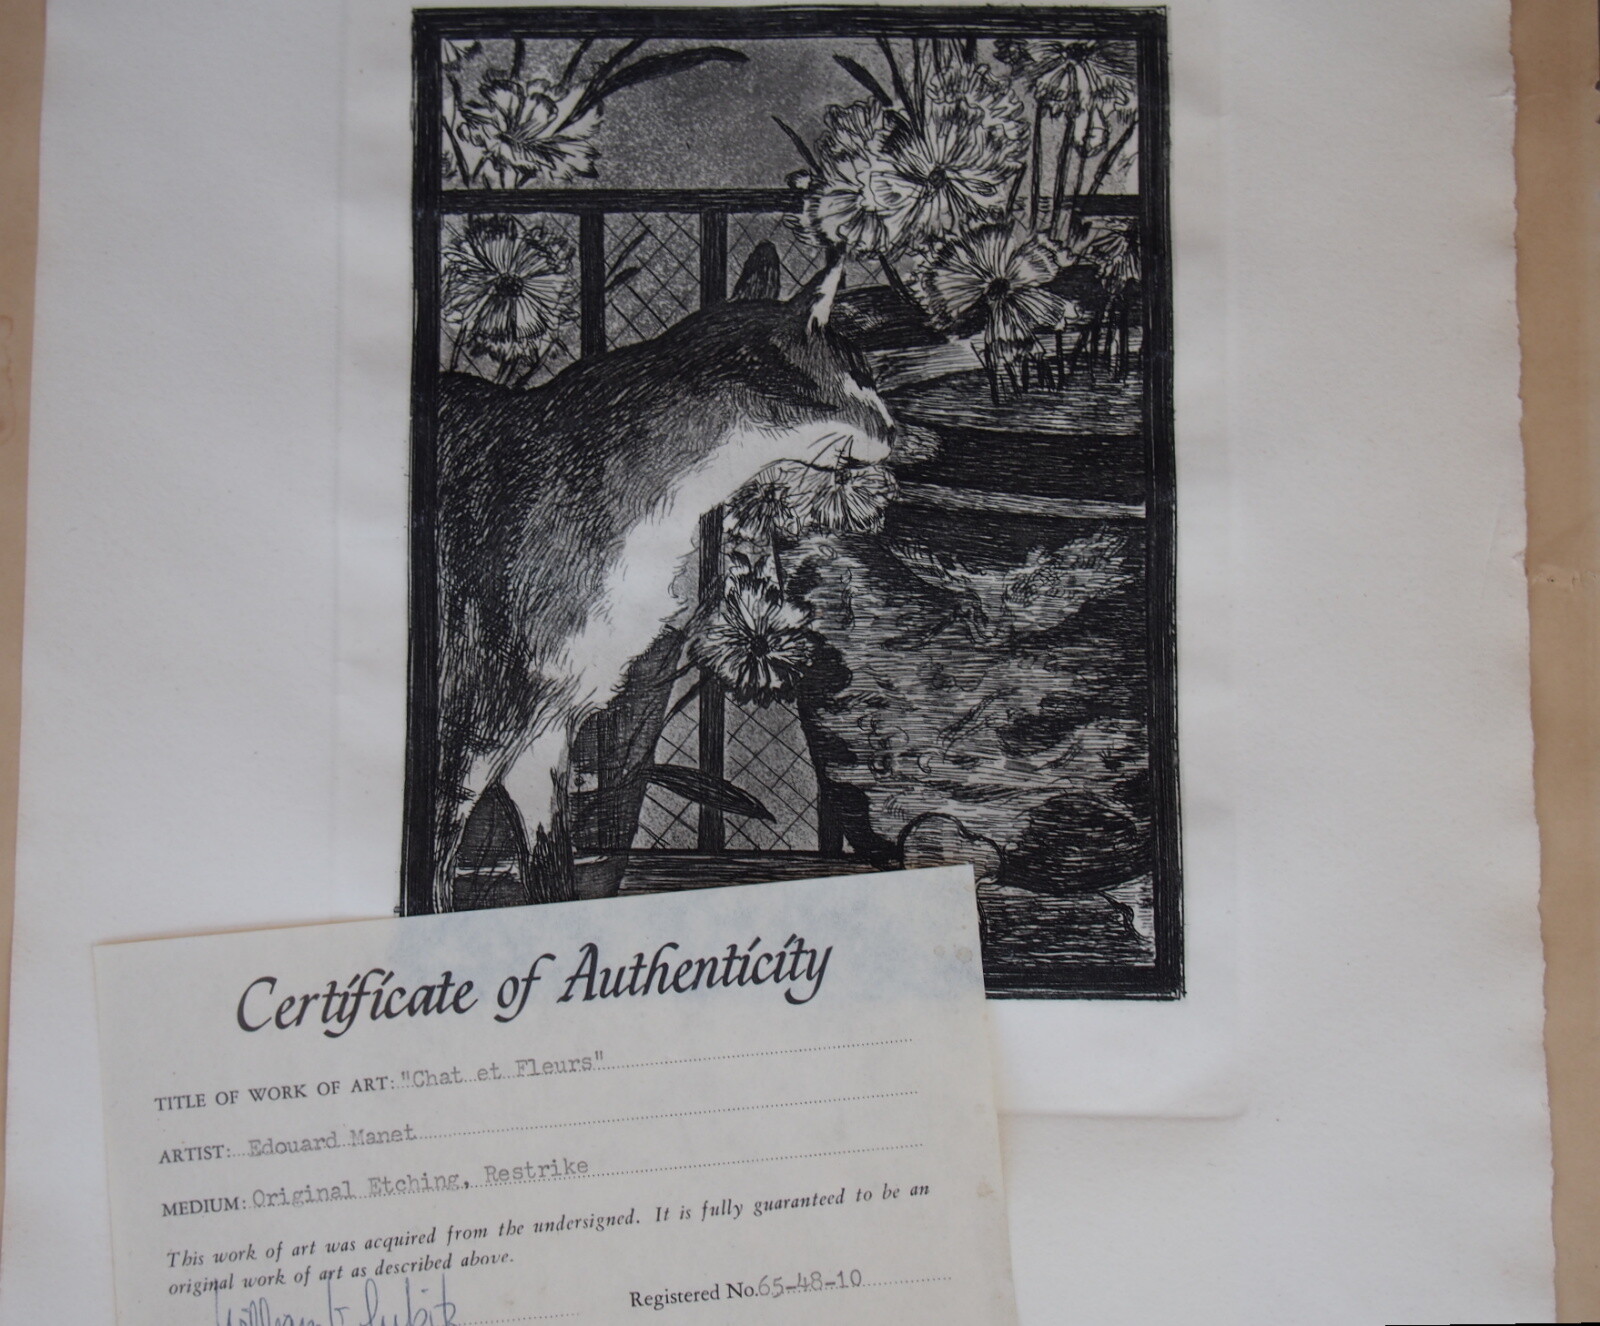 Certificate of Authenticity
TITLE OF WORK OF ART: "Chat et Fleurs"
ARTIST: Edouard Manet
MEDIUM: Original Etching, Restrike
This work of art was acquired from the undersigned. It is fully guaranteed to be an
original work of art as described above.
Registered No. 65-48-10